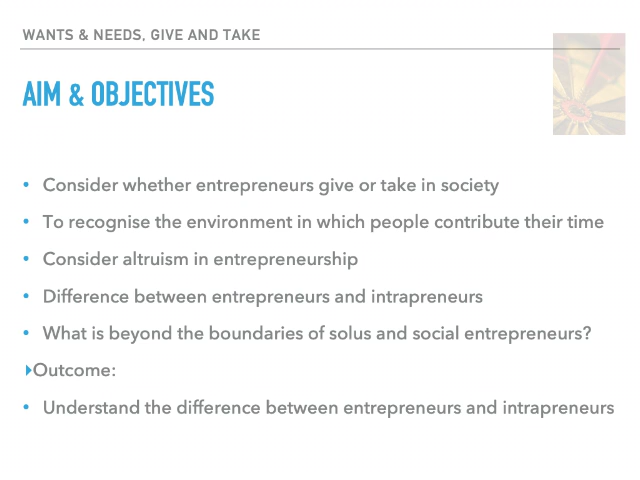 WANTS & NEEDS, GIVE AND TAKE
AIM & OBJECTIVES
• Consider whether entrepreneurs give or take in society
• To recognise the environment in which people contribute their time
• Consider altruism in entrepreneurship
• Difference between entrepreneurs and intrapreneurs
• What is beyond the boundaries of solus and social entrepreneurs?
▸Outcome:
• Understand the difference between entrepreneurs and intrapreneurs